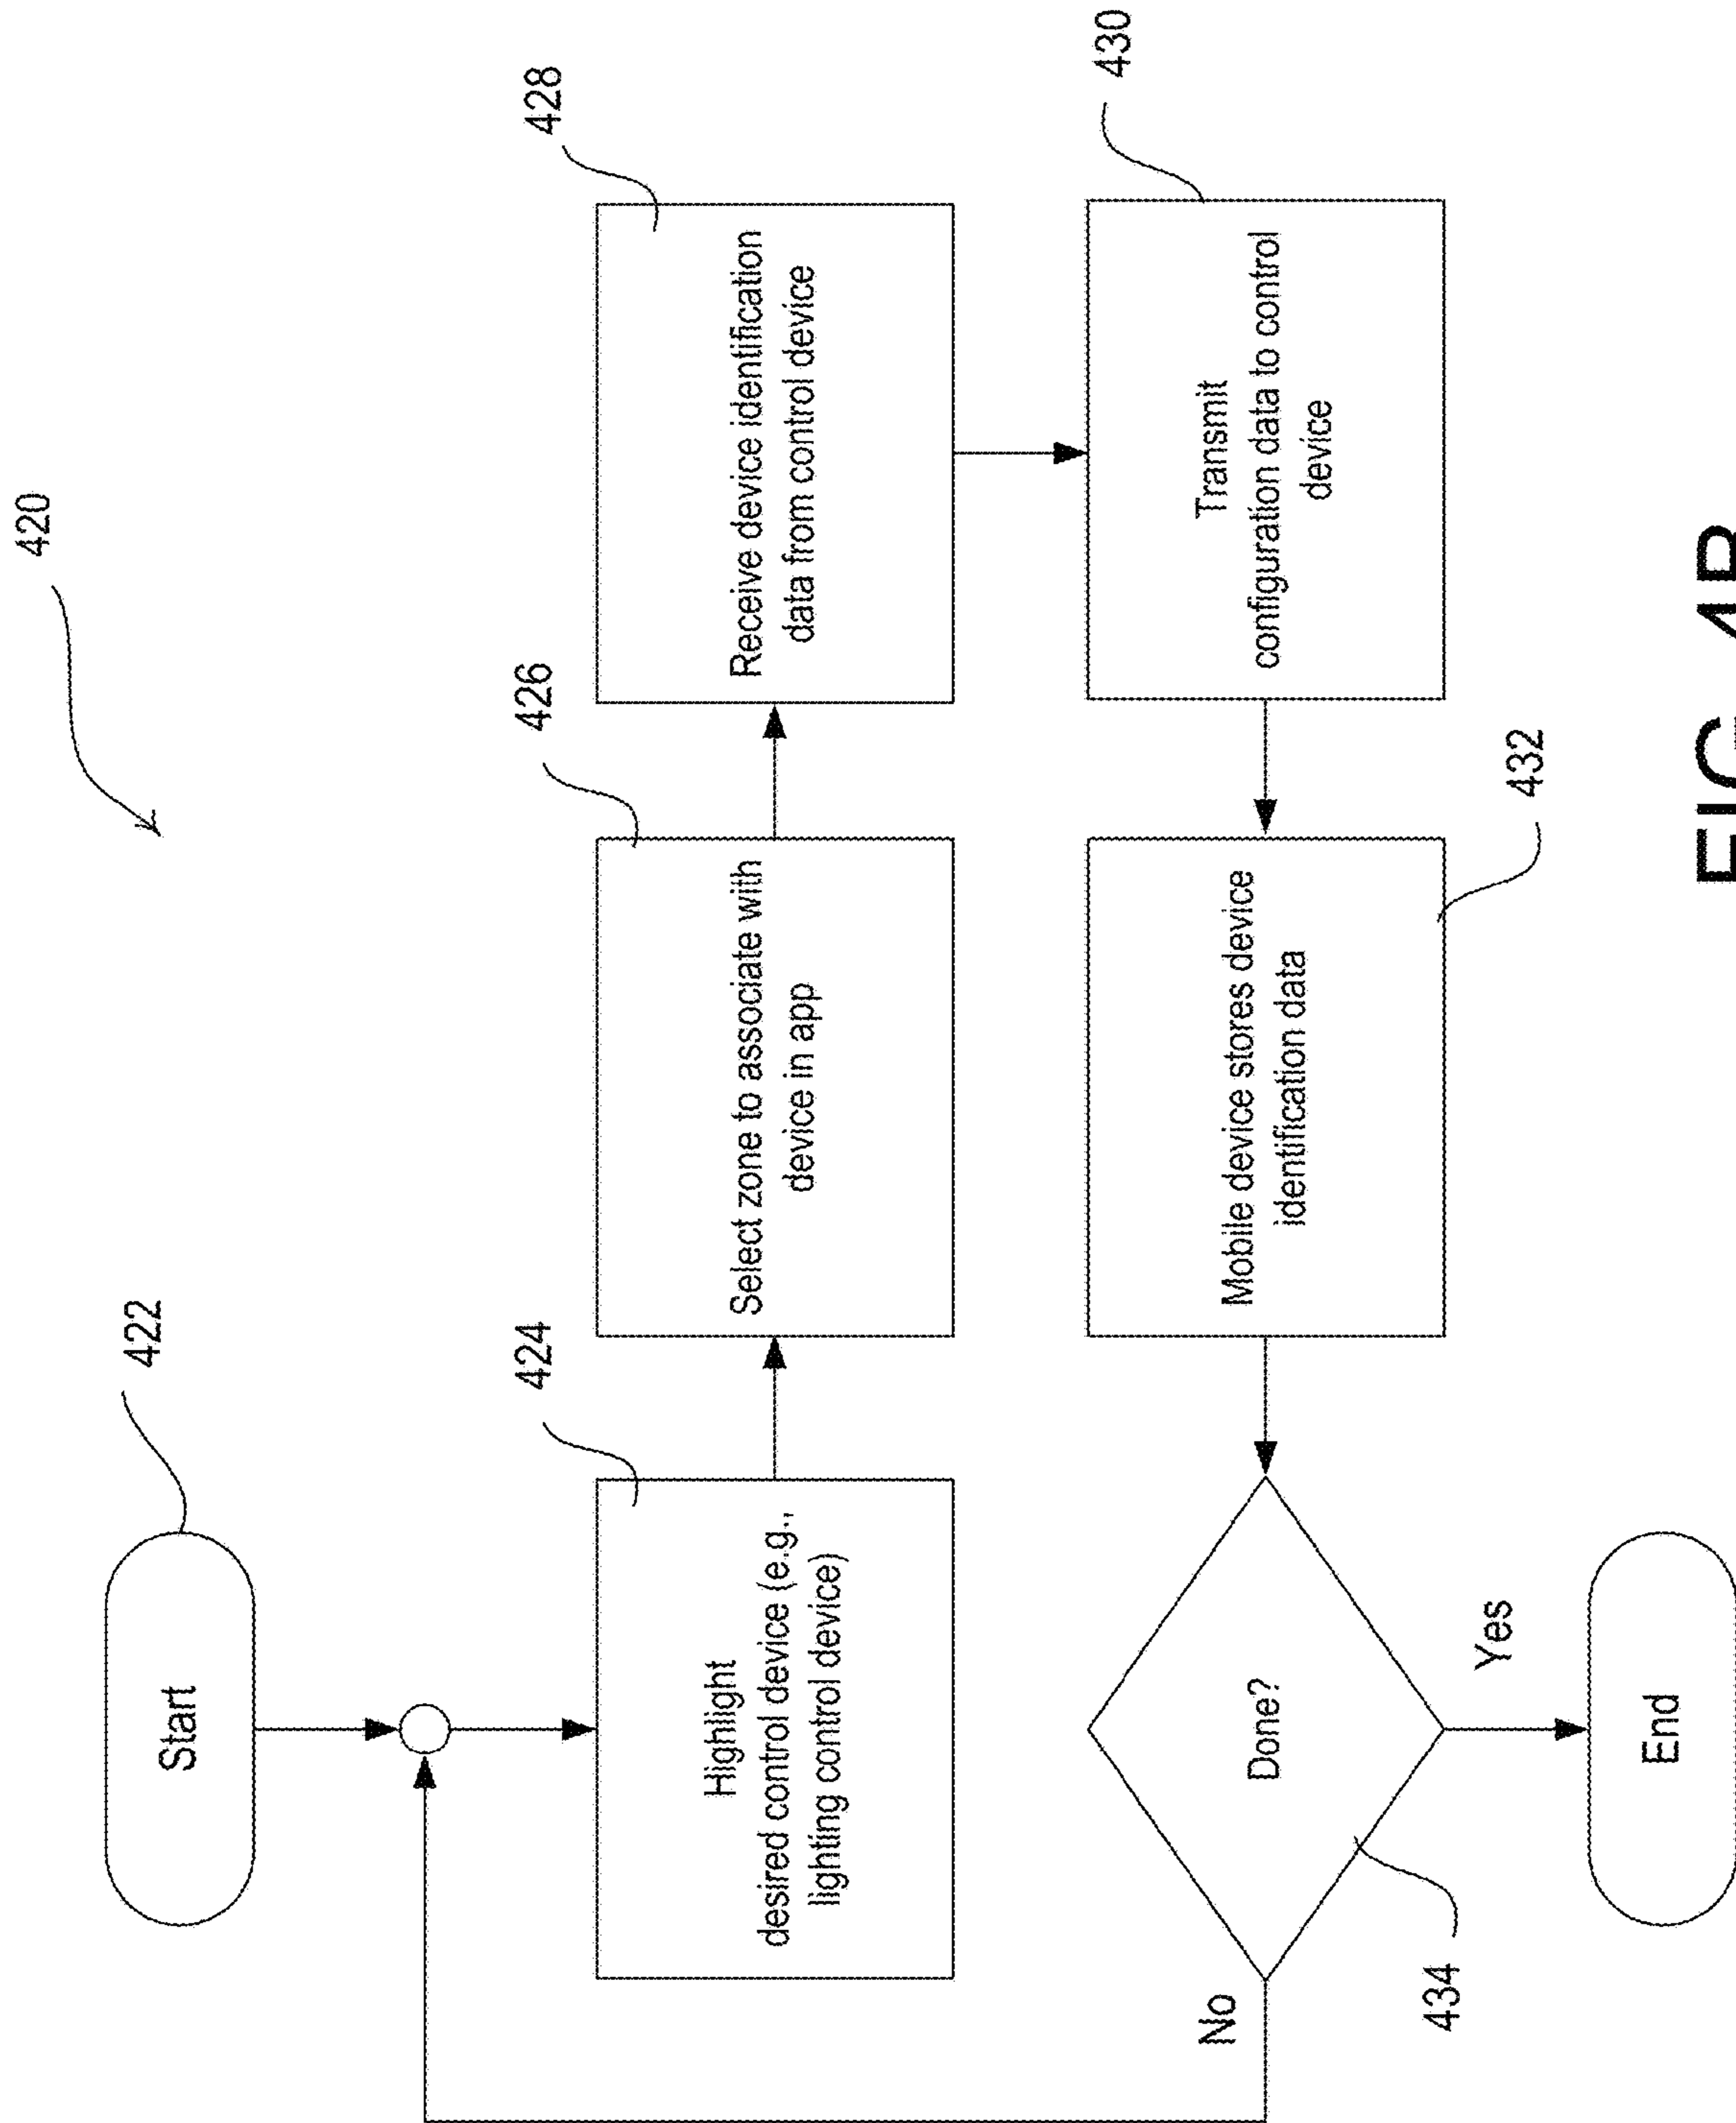 420
422
Start
424
Highlight
desired control device (e.g.,
lighting control device)
426
Select zone to associate with
device in app
428
Receive device identification
data from control device
430
Transmit
configuration data to control
device
432
Mobile device stores device
identification data
434
Done?
No
Yes
End
FIG. 4B